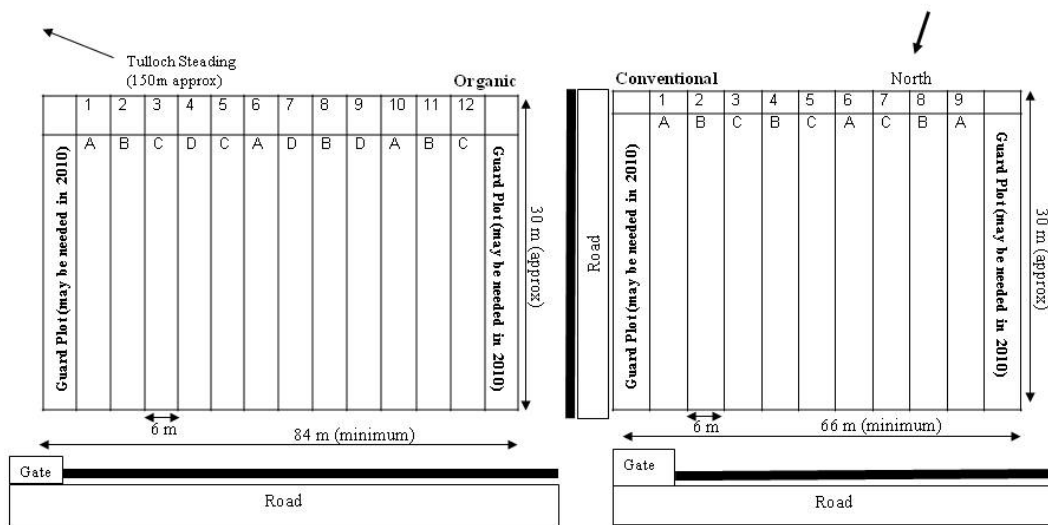 Tulloch Steading
(150m approx)
Organic
1 2 3 4 5 6 7 8 9 10 11 12
A B C D C A D B D A B C
Guard Plot (may be needed in 2010)
Guard Plot (may be needed in 2010)
30 m (approx)
6 m
84 m (minimum)
Gate
Road
Road
Conventional
North
1 2 3 4 5 6 7 8 9
A B C B C A C B A
Guard Plot (may be needed in 2010)
Guard Plot (may be needed in 2010)
30 m (approx)
6 m
66 m (minimum)
Gate
Road